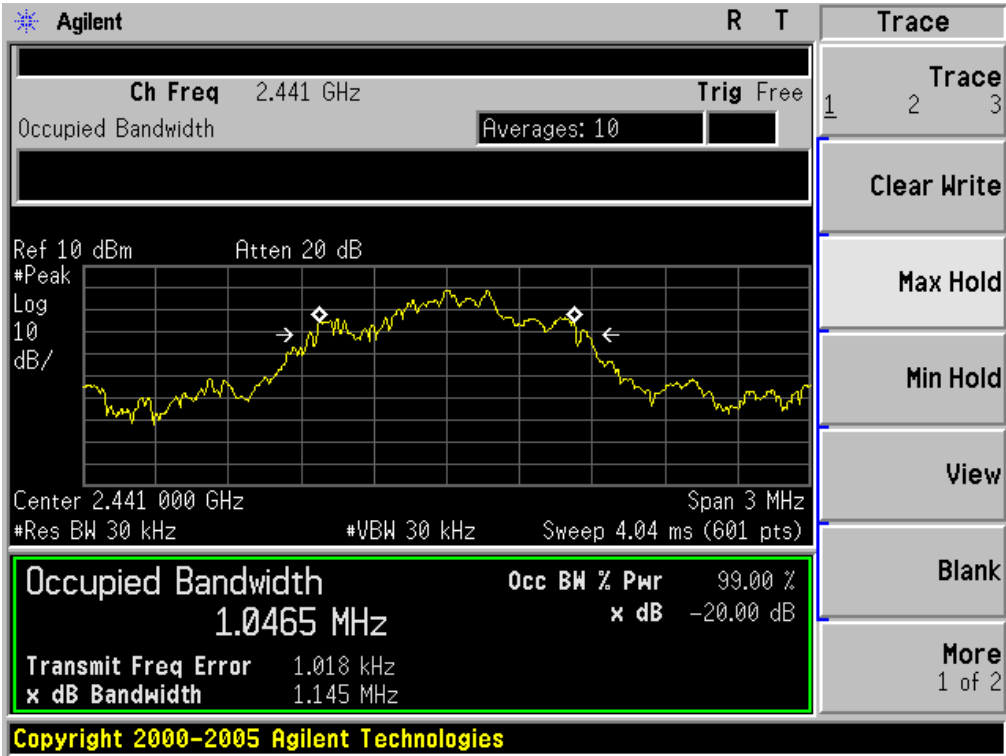 Agilent R T Trace
Ch Freq 2.441 GHz Trig Free
Occupied Bandwidth Averages: 10
Trace
1 2 3
Clear Write
Max Hold
Min Hold
View
Blank
More
1 of 2
Ref 10 dBm Atten 20 dB
#Peak
Log
10
dB/
Center 2.441 000 GHz Span 3 MHz
#Res BW 30 kHz #VBW 30 kHz Sweep 4.04 ms (601 pts)
Occupied Bandwidth Occ BW % Pwr 99.00 %
1.0465 MHz x dB -20.00 dB
Transmit Freq Error 1.018 kHz
x dB Bandwidth 1.145 MHz
Copyright 2000-2005 Agilent Technologies